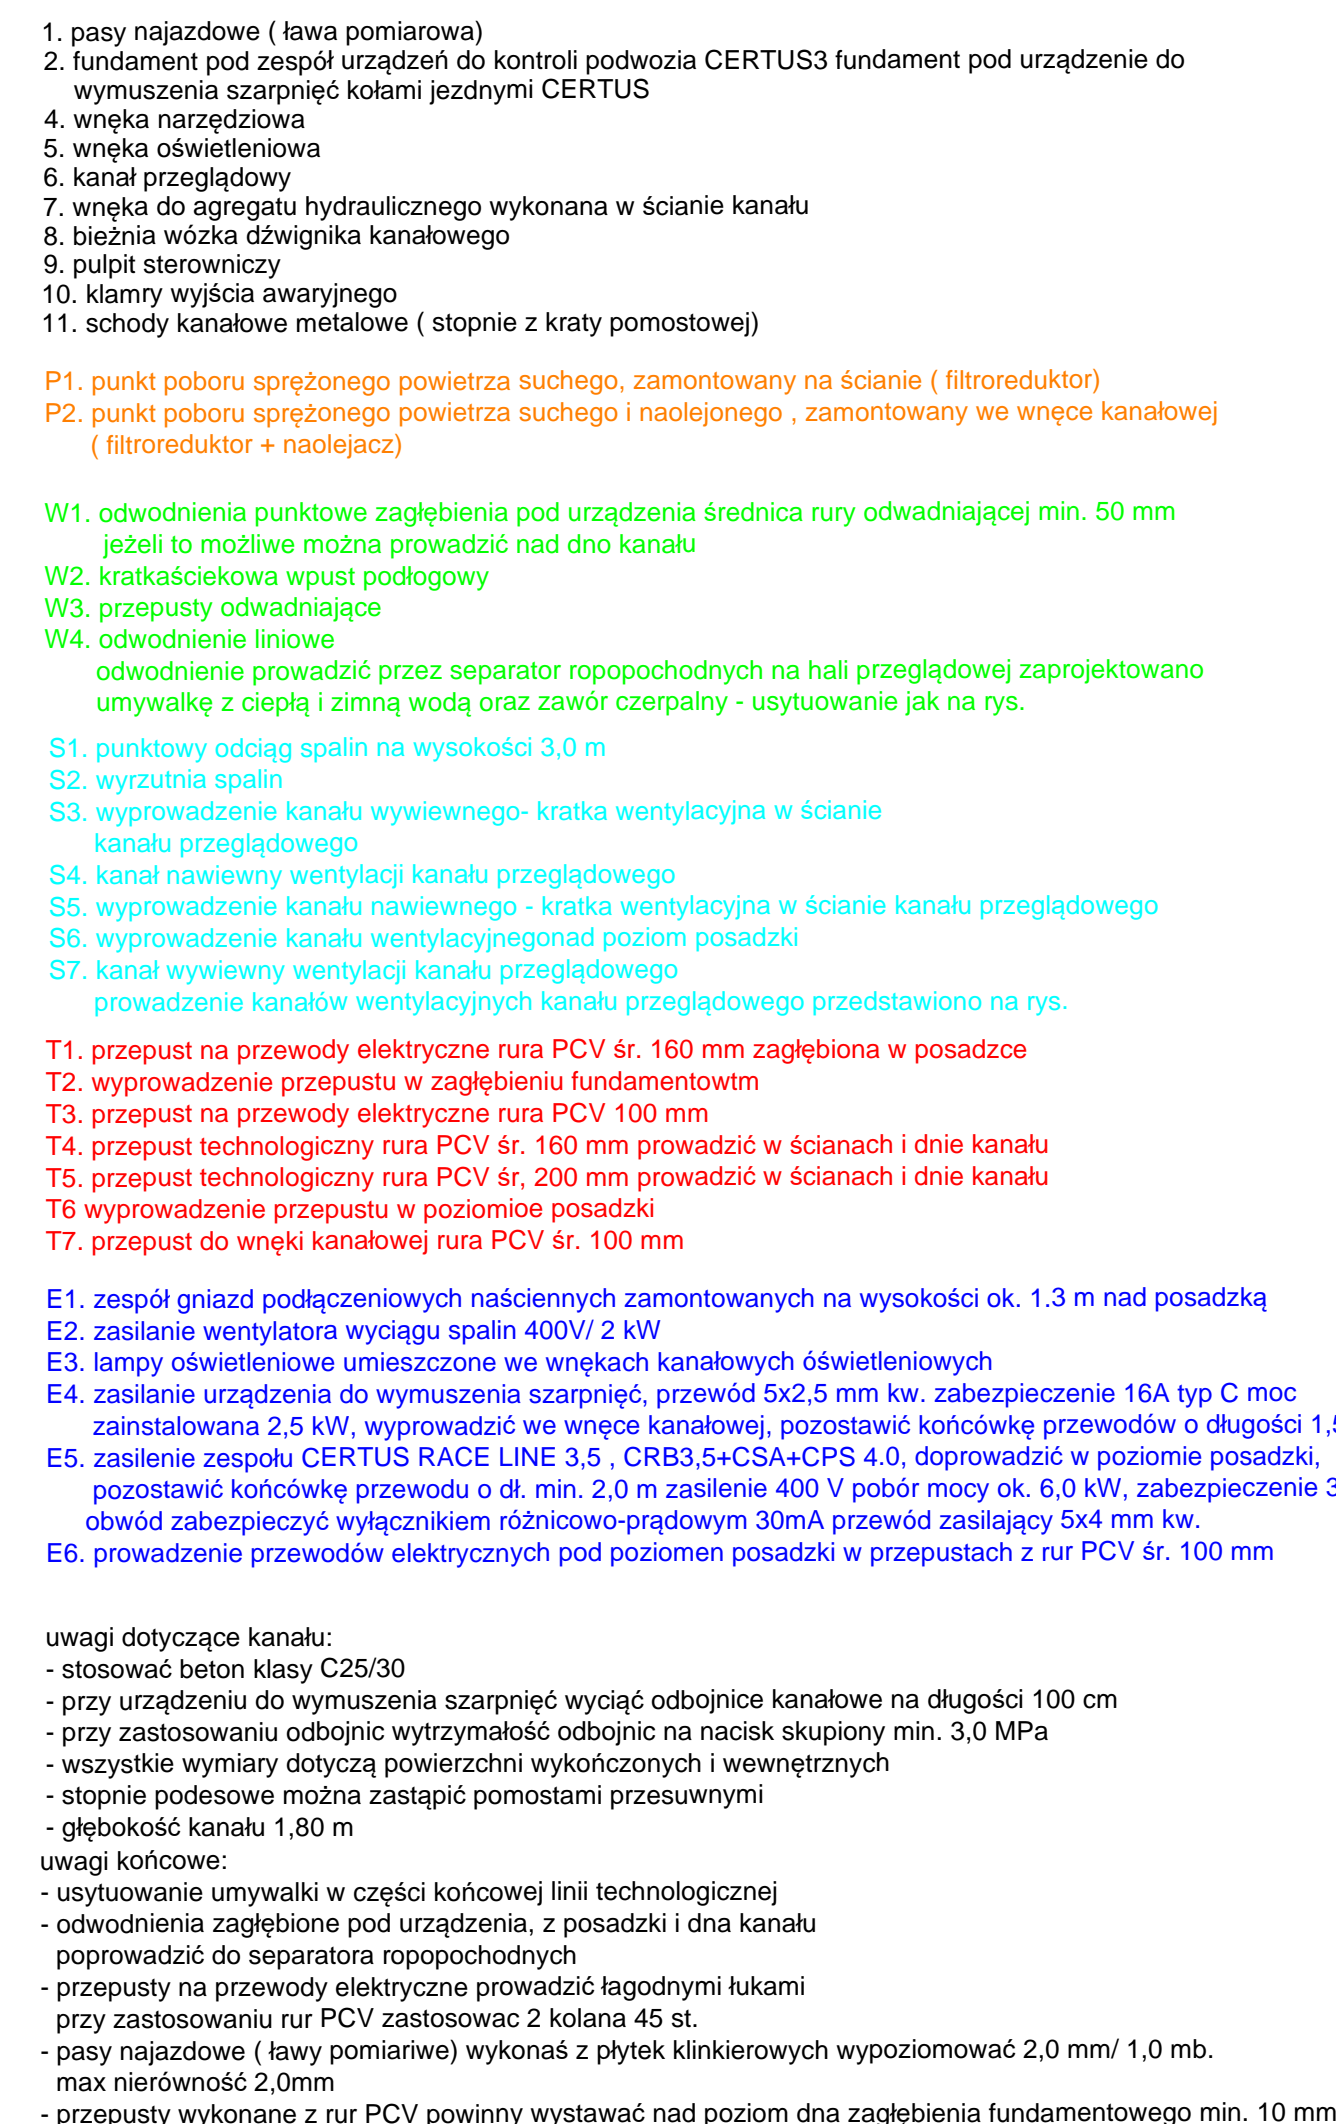 1. pasy najazdowe ( ława pomiarowa)
2. fundament pod zespół urządzeń do kontroli podwozia CERTUS3 fundament pod urządzenie do
wymuszenia szarpnięć kołami jezdnymi CERTUS
4. wnęka narzędziowa
5. wnęka oświetleniowa
6. kanał przeglądowy
7. wnęka do agregatu hydraulicznego wykonana w ścianie kanału
8. bieżnia wózka dźwignika kanałowego
9. pulpit sterowniczy
10. klamry wyjścia awaryjnego
11. schody kanałowe metalowe ( stopnie z kraty pomostowej)
P1. punkt poboru sprężonego powietrza suchego, zamontowany na ścianie ( filtroreduktor)
P2. punkt poboru sprężonego powietrza suchego i naolejonego , zamontowany we wnęce kanałowej
( filtroreduktor + naolejacz)
W1. odwodnienia punktowe zagłębienia pod urządzenia średnica rury odwadniającej min. 50 mm
jeżeli to możliwe można prowadzić nad dno kanału
W2. kratkaściekowa wpust podłogowy
W3. przepusty odwadniające
W4. odwodnienie liniowe
odwodnienie prowadzić przez separator ropopochodnych na hali przeglądowej zaprojektowano
umywalkę z ciepłą i zimną wodą oraz zawór czerpalny - usytuowanie jak na rys.
S1. punktowy odciąg spalin na wysokości 3,0 m
S2. wyrzutnia spalin
S3. wyprowadzenie kanału wywiewnego- kratka wentylacyjna w ścianie
kanału przeglądowego
S4. kanał nawiewny wentylacji kanału przeglądowego
S5. wyprowadzenie kanału nawiewnego - kratka wentylacyjna w ścianie kanału przeglądowego
S6. wyprowadzenie kanału wentylacyjnegonad poziom posadzki
S7. kanał wywiewny wentylacji kanału przeglądowego
prowadzenie kanałów wentylacyjnych kanału przeglądowego przedstawiono na rys.
T1. przepust na przewody elektryczne rura PCV śr. 160 mm zagłębiona w posadzce
T2. wyprowadzenie przepustu w zagłębieniu fundamentowtm
T3. przepust na przewody elektryczne rura PCV 100 mm
T4. przepust technologiczny rura PCV śr. 160 mm prowadzić w ścianach i dnie kanału
T5. przepust technologiczny rura PCV śr, 200 mm prowadzić w ścianach i dnie kanału
T6 wyprowadzenie przepustu w poziomioe posadzki
T7. przepust do wnęki kanałowej rura PCV śr. 100 mm
E1. zespół gniazd podłączeniowych naściennych zamontowanych na wysokości ok. 1.3 m nad posadzką
E2. zasilanie wentylatora wyciągu spalin 400V/ 2 kW
E3. lampy oświetleniowe umieszczone we wnękach kanałowych óświetleniowych
E4. zasilanie urządzenia do wymuszenia szarpnięć, przewód 5x2,5 mm kw. zabezpieczenie 16A typ C moc
zainstalowana 2,5 kW, wyprowadzić we wnęce kanałowej, pozostawić końcówkę przewodów o długości 1,5
E5. zasilenie zespołu CERTUS RACE LINE 3,5 , CRB3,5+CSA+CPS 4.0, doprowadzić w poziomie posadzki,
pozostawić końcówkę przewodu o dł. min. 2,0 m zasilenie 400 V pobór mocy ok. 6,0 kW, zabezpieczenie 3
obwód zabezpieczyć wyłącznikiem różnicowo-prądowym 30mA przewód zasilający 5x4 mm kw.
E6. prowadzenie przewodów elektrycznych pod poziomen posadzki w przepustach z rur PCV śr. 100 mm
uwagi dotyczące kanału:
- stosować beton klasy C25/30
- przy urządzeniu do wymuszenia szarpnięć wyciąć odbojnice kanałowe na długości 100 cm
- przy zastosowaniu odbojnic wytrzymałość odbojnic na nacisk skupiony min. 3,0 MPa
- wszystkie wymiary dotyczą powierzchni wykończonych i wewnętrznych
- stopnie podesowe można zastąpić pomostami przesuwnymi
- głębokość kanału 1,80 m
uwagi końcowe:
- usytuowanie umywalki w części końcowej linii technologicznej
- odwodnienia zagłębione pod urządzenia, z posadzki i dna kanału
poprowadzić do separatora ropopochodnych
- przepusty na przewody elektryczne prowadzić łagodnymi łukami
przy zastosowaniu rur PCV zastosowac 2 kolana 45 st.
- pasy najazdowe ( ławy pomiariwe) wykonaś z płytek klinkierowych wypoziomować 2,0 mm/ 1,0 mb.
max nierówność 2,0mm
- przepusty wykonane z rur PCV powinny wystawać nad poziom dna zagłębienia fundamentowego min. 10 mm